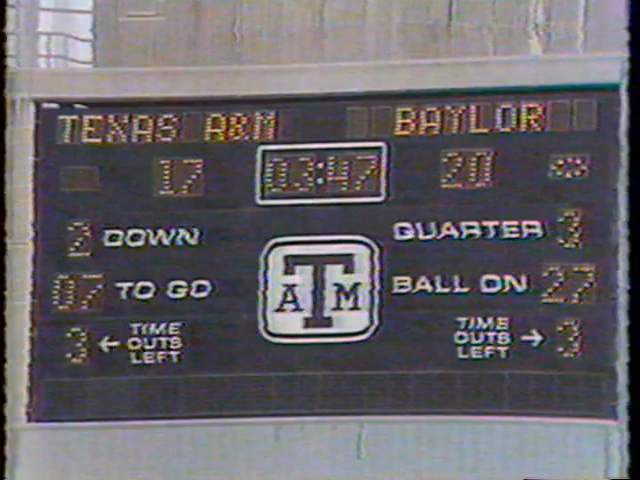 TEXAS A&M BAYLOR
17 03:47 20
2 DOWN QUARTER 3
07 TO GO BALL ON 27
3 ← TIME OUTS LEFT TIME OUTS LEFT → 3
ATM